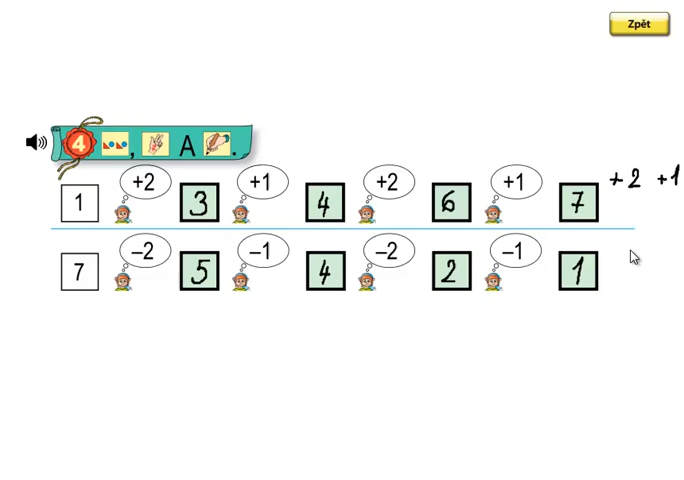 Zpět
4 , A .
+2 +1 +2 +1
1 3 4 6 7 +2 +1
–2 –1 –2 –1
7 5 4 2 1